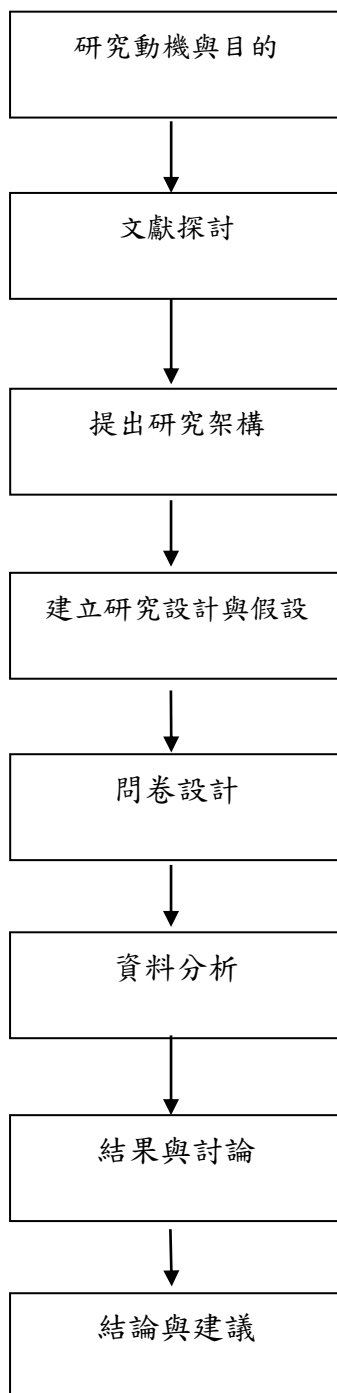 研究動機與目的
文獻探討
提出研究架構
建立研究設計與假設
問卷設計
資料分析
結果與討論
結論與建議